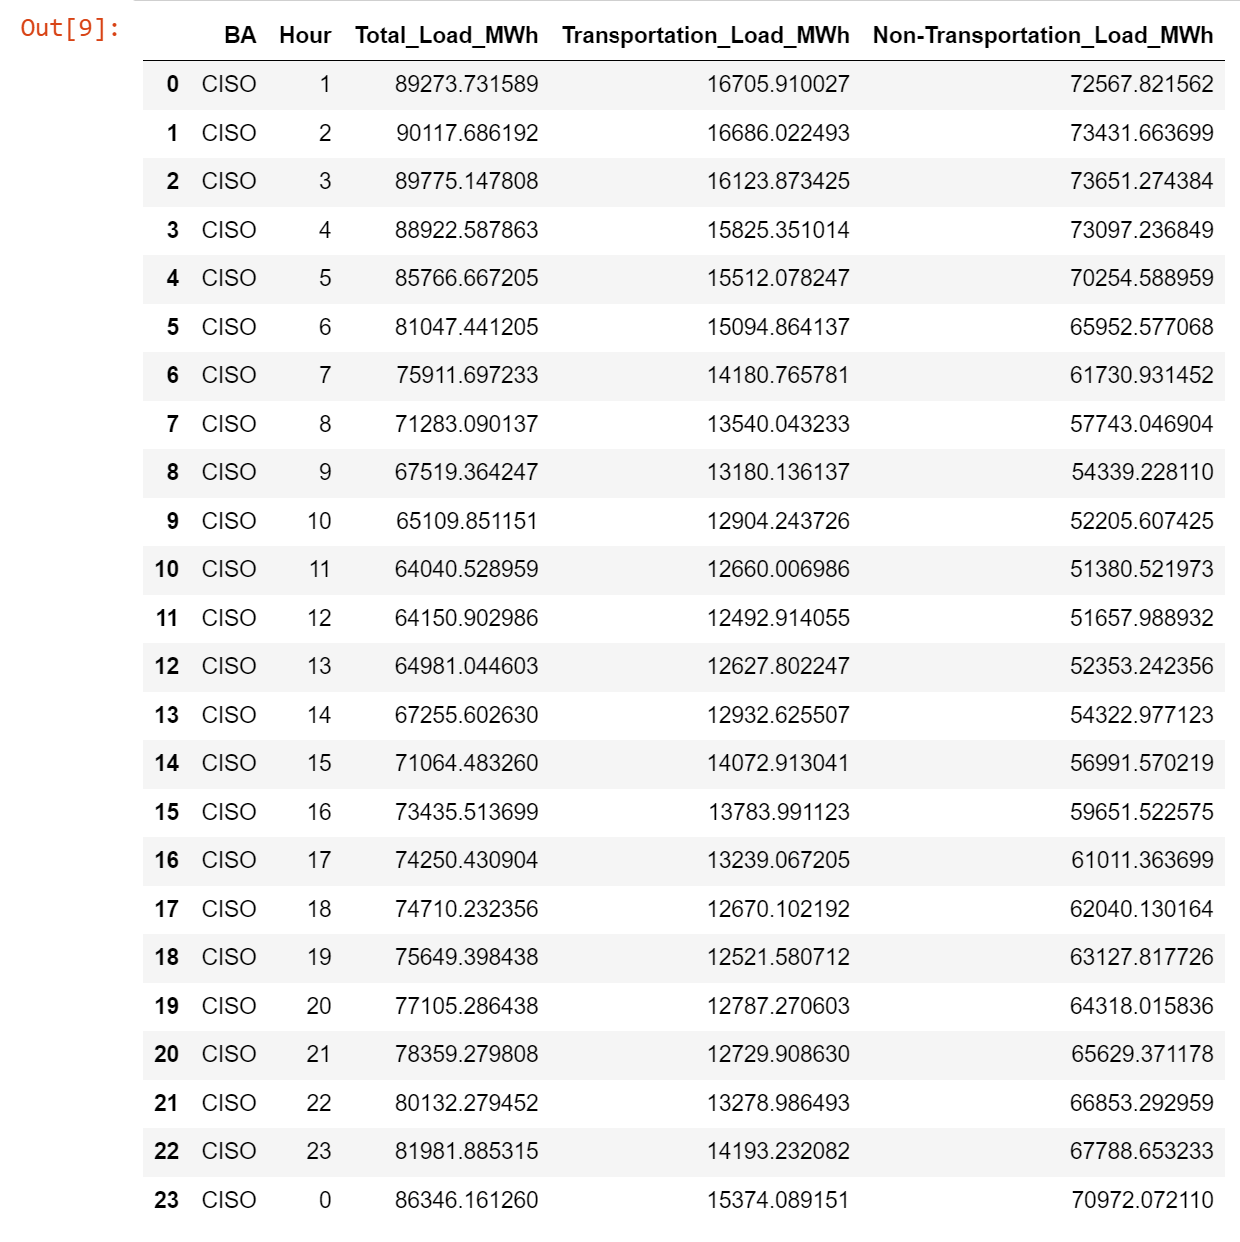 Out[9]:
BA Hour Total_Load_MWh Transportation_Load_MWh Non-Transportation_Load_MWh
0 CISO 1 89273.731589 16705.910027 72567.821562
1 CISO 2 90117.686192 16686.022493 73431.663699
2 CISO 3 89775.147808 16123.873425 73651.274384
3 CISO 4 88922.587863 15825.351014 73097.236849
4 CISO 5 85766.667205 15512.078247 70254.588959
5 CISO 6 81047.441205 15094.864137 65952.577068
6 CISO 7 75911.697233 14180.765781 61730.931452
7 CISO 8 71283.090137 13540.043233 57743.046904
8 CISO 9 67519.364247 13180.136137 54339.228110
9 CISO 10 65109.851151 12904.243726 52205.607425
10 CISO 11 64040.528959 12660.006986 51380.521973
11 CISO 12 64150.902986 12492.914055 51657.988932
12 CISO 13 64981.044603 12627.802247 52353.242356
13 CISO 14 67255.602630 12932.625507 54322.977123
14 CISO 15 71064.483260 14072.913041 56991.570219
15 CISO 16 73435.513699 13783.991123 59651.522575
16 CISO 17 74250.430904 13239.067205 61011.363699
17 CISO 18 74710.232356 12670.102192 62040.130164
18 CISO 19 75649.398438 12521.580712 63127.817726
19 CISO 20 77105.286438 12787.270603 64318.015836
20 CISO 21 78359.279808 12729.908630 65629.371178
21 CISO 22 80132.279452 13278.986493 66853.292959
22 CISO 23 81981.885315 14193.232082 67788.653233
23 CISO 0 86346.161260 15374.089151 70972.072110